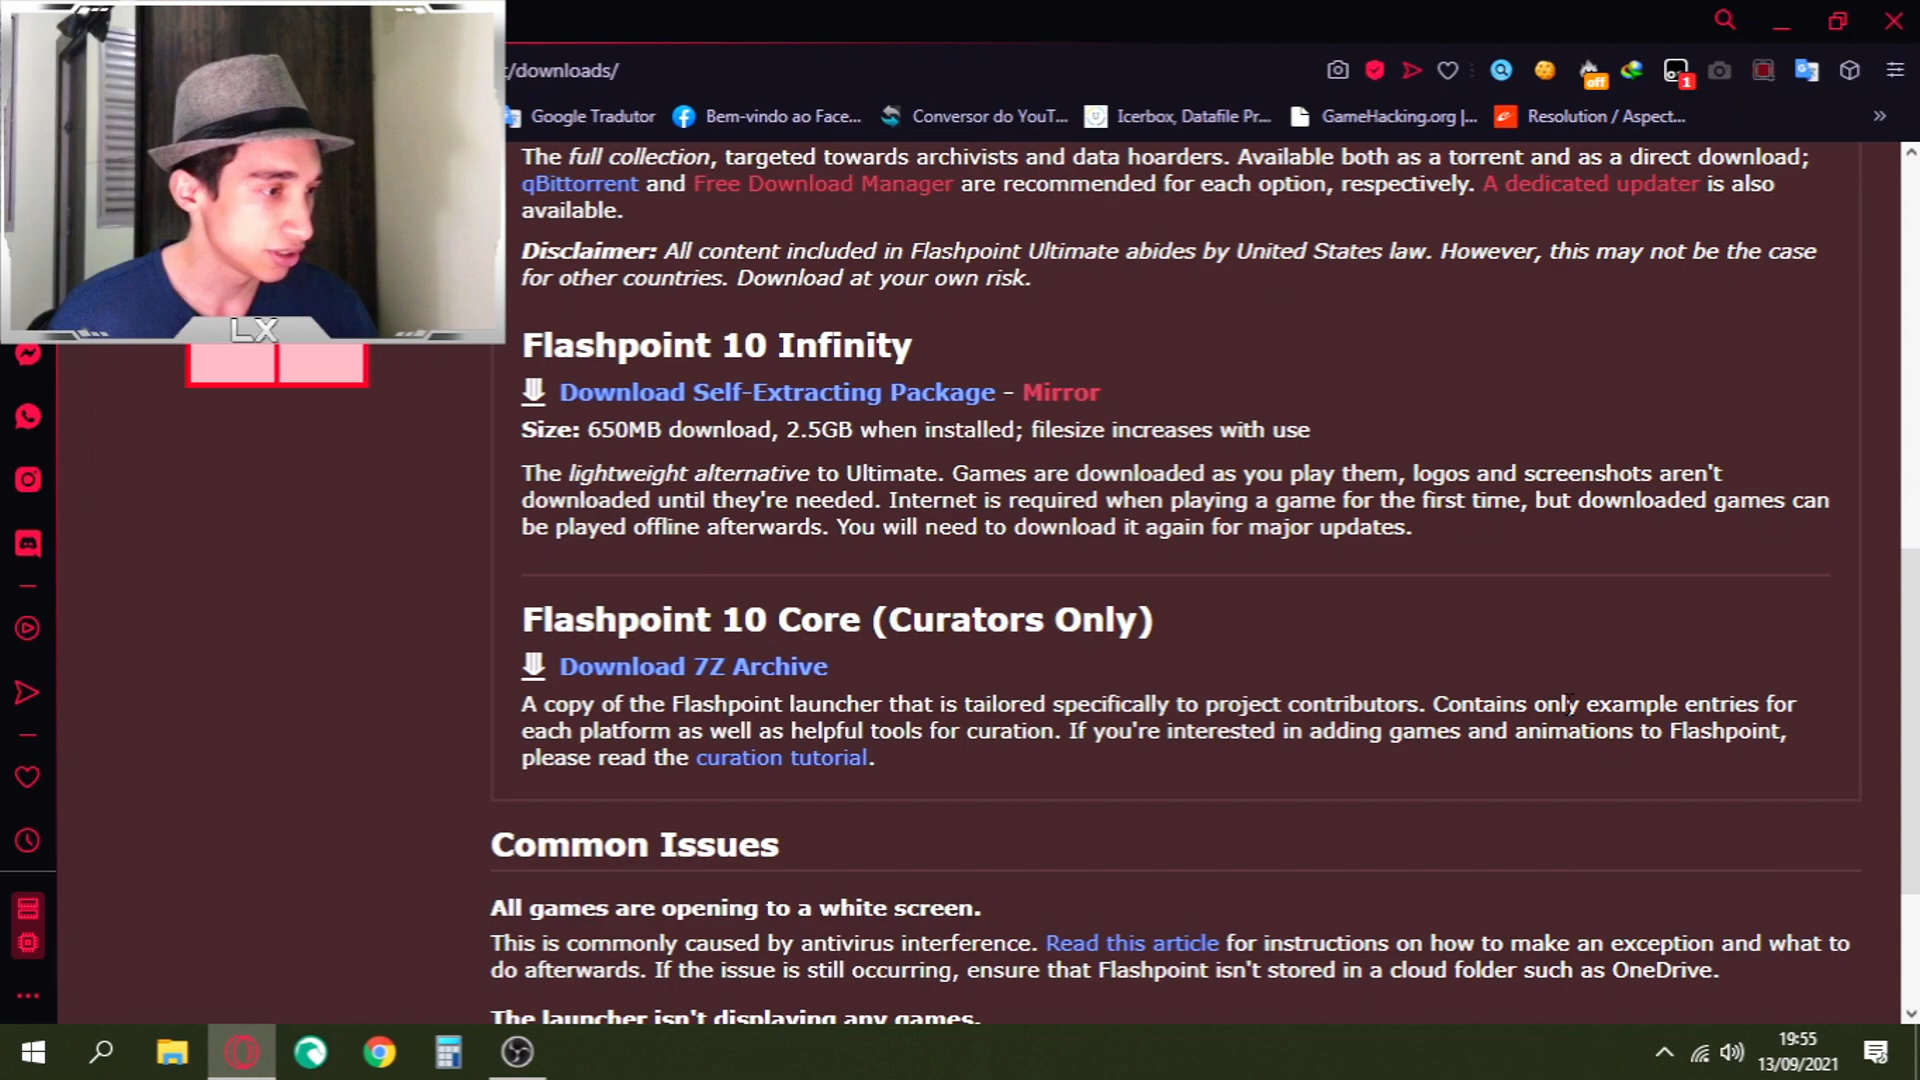 /downloads/
off
1
Google Tradutor
Bem-vindo ao Face...
Conversor do YouT...
Icerbox, Datafile Pr...
GameHacking.org |...
Resolution / Aspect...
»
The full collection, targeted towards archivists and data hoarders. Available both as a torrent and as a direct download;
qBittorrent and Free Download Manager are recommended for each option, respectively. A dedicated updater is also
available.
Disclaimer: All content included in Flashpoint Ultimate abides by United States law. However, this may not be the case
for other countries. Download at your own risk.
LX
Flashpoint 10 Infinity
Download Self-Extracting Package - Mirror
Size: 650MB download, 2.5GB when installed; filesize increases with use
The lightweight alternative to Ultimate. Games are downloaded as you play them, logos and screenshots aren't
downloaded until they're needed. Internet is required when playing a game for the first time, but downloaded games can
be played offline afterwards. You will need to download it again for major updates.
Flashpoint 10 Core (Curators Only)
Download 7Z Archive
A copy of the Flashpoint launcher that is tailored specifically to project contributors. Contains only example entries for
each platform as well as helpful tools for curation. If you're interested in adding games and animations to Flashpoint,
please read the curation tutorial.
Common Issues
All games are opening to a white screen.
This is commonly caused by antivirus interference. Read this article for instructions on how to make an exception and what to
do afterwards. If the issue is still occurring, ensure that Flashpoint isn't stored in a cloud folder such as OneDrive.
The launcher isn't displaying any games.
19:55
13/09/2021